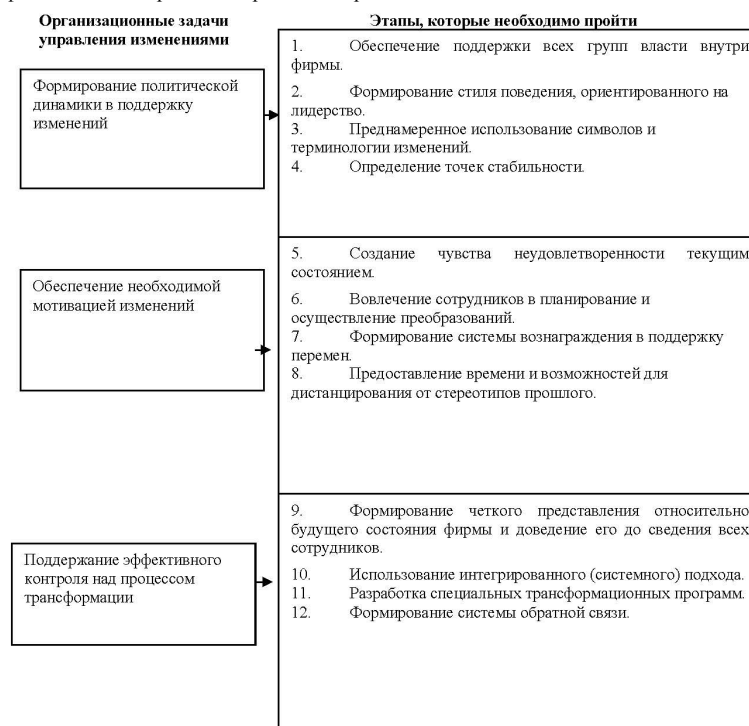 Организационные задачи
управления изменениями
Этапы, которые необходимо пройти
Формирование политической
динамики в поддержку
изменений
1. Обеспечение поддержки всех групп власти внутри
фирмы.
2. Формирование стиля поведения, ориентированного на
лидерство.
3. Преднамеренное использование символов и
терминологии изменений.
4. Определение точек стабильности.
Обеспечение необходимой
мотивацией изменений
5. Создание чувства неудовлетворенности текущим
состоянием.
6. Вовлечение сотрудников в планирование и
осуществление преобразований.
7. Формирование системы вознаграждения в поддержку
перемен.
8. Предоставление времени и возможностей для
дистанцирования от стереотипов прошлого.
Поддержание эффективного
контроля над процессом
трансформации
9. Формирование четкого представления относительно
будущего состояния фирмы и доведение его до сведения всех
сотрудников.
10. Использование интегрированного (системного) подхода.
11. Разработка специальных трансформационных программ.
12. Формирование системы обратной связи.